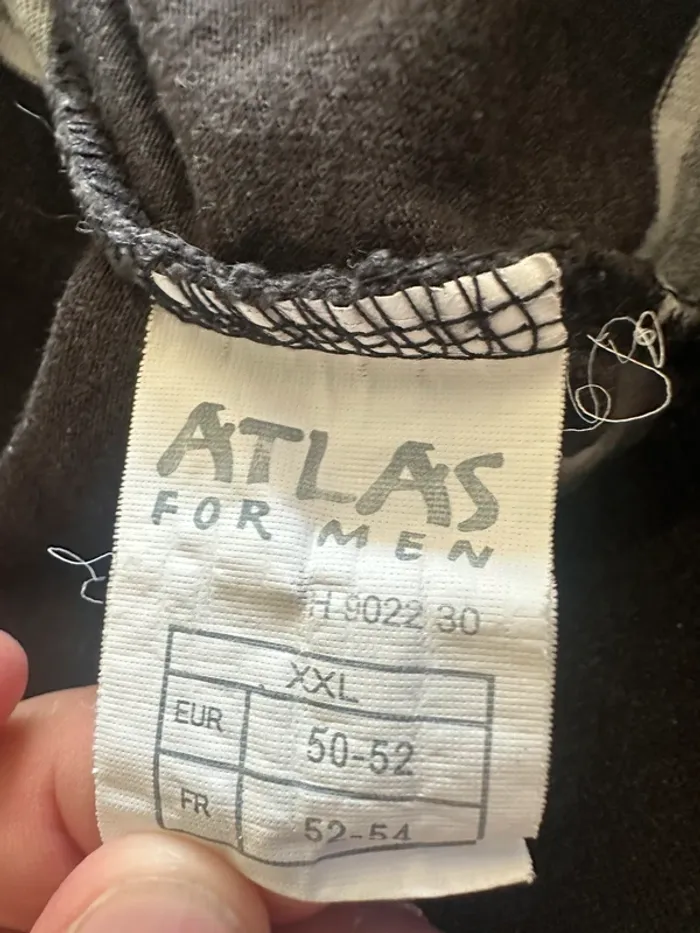 ATLAS
FOR MEN
H 9022 30
XXL
EUR 50-52
FR 52-54